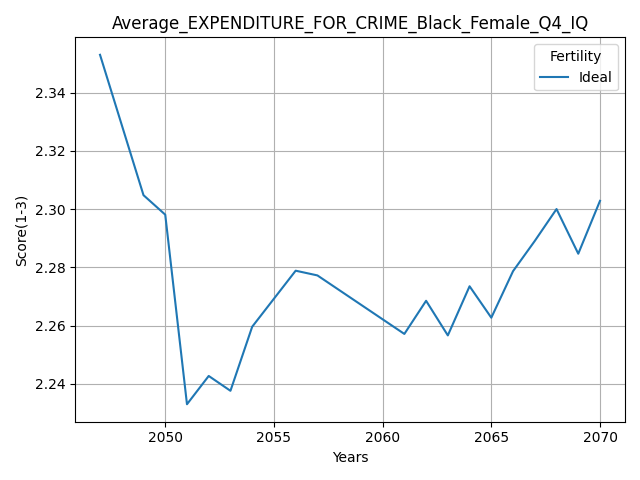 Average_EXPENDITURE_FOR_CRIME_Black_Female_Q4_IQ
Fertility
Ideal
Score(1-3)
2.34
2.32
2.30
2.28
2.26
2.24
2050 2055 2060 2065 2070
Years